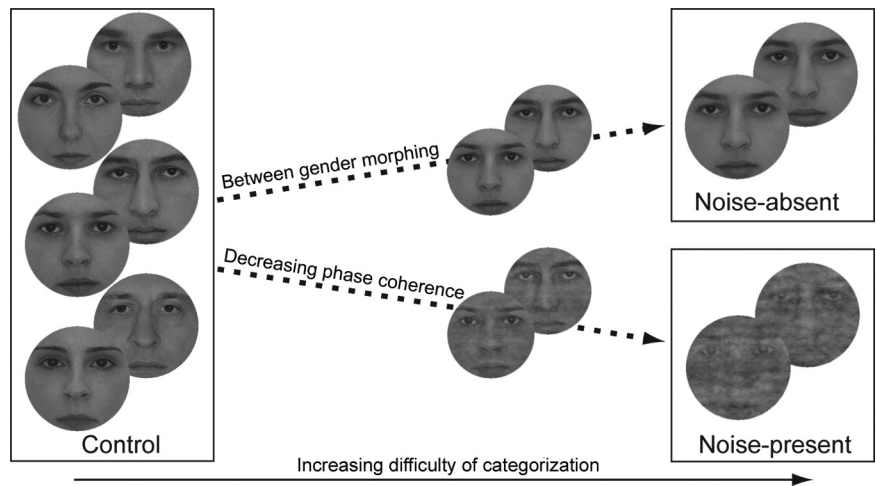 Between gender morphing
Noise-absent
Decreasing phase coherence
Control
Noise-present
Increasing difficulty of categorization